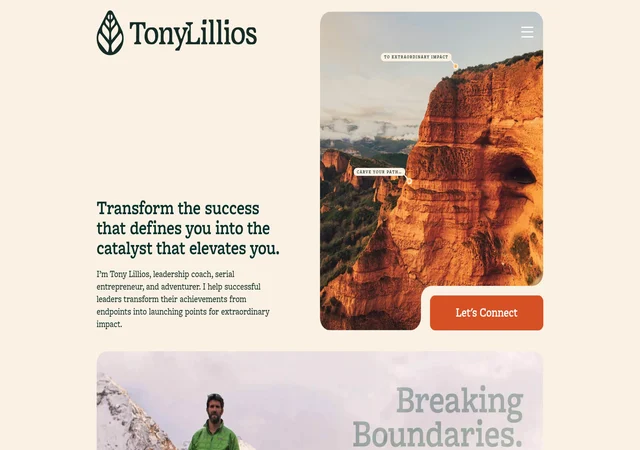 TonyLillios
TO EXTRAORDINARY IMPACT
CARVE YOUR PATH...
Transform the success
that defines you into the
catalyst that elevates you.
I'm Tony Lillios, leadership coach, serial
entrepreneur, and adventurer. I help successful
leaders transform their achievements from
endpoints into launching points for extraordinary
impact.
Let's Connect
Breaking
Boundaries.